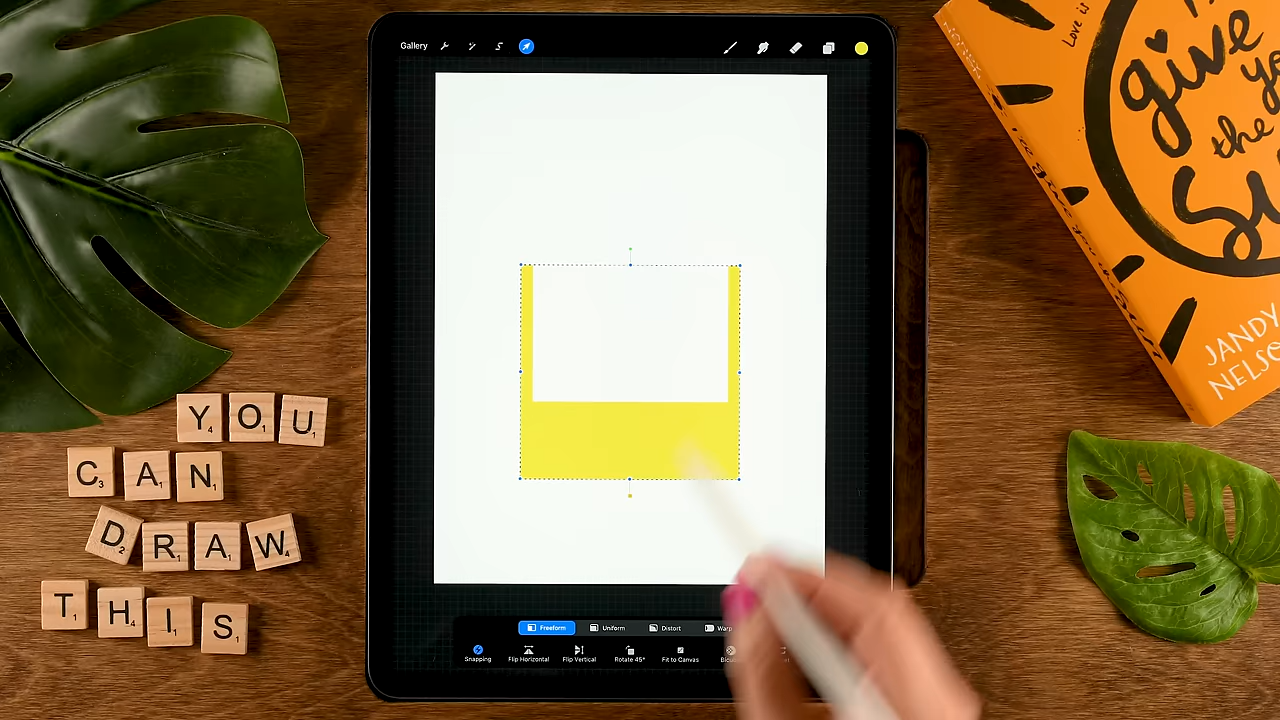 Gallery
Love is
give
the
YOU
CAN
DRAW
THIS
JANDY
NELSO
Freeform
Uniform
Distort
Warp
Snapping
Flip Horizontal
Flip Vertical
Rotate 45°
Fit to Canvas